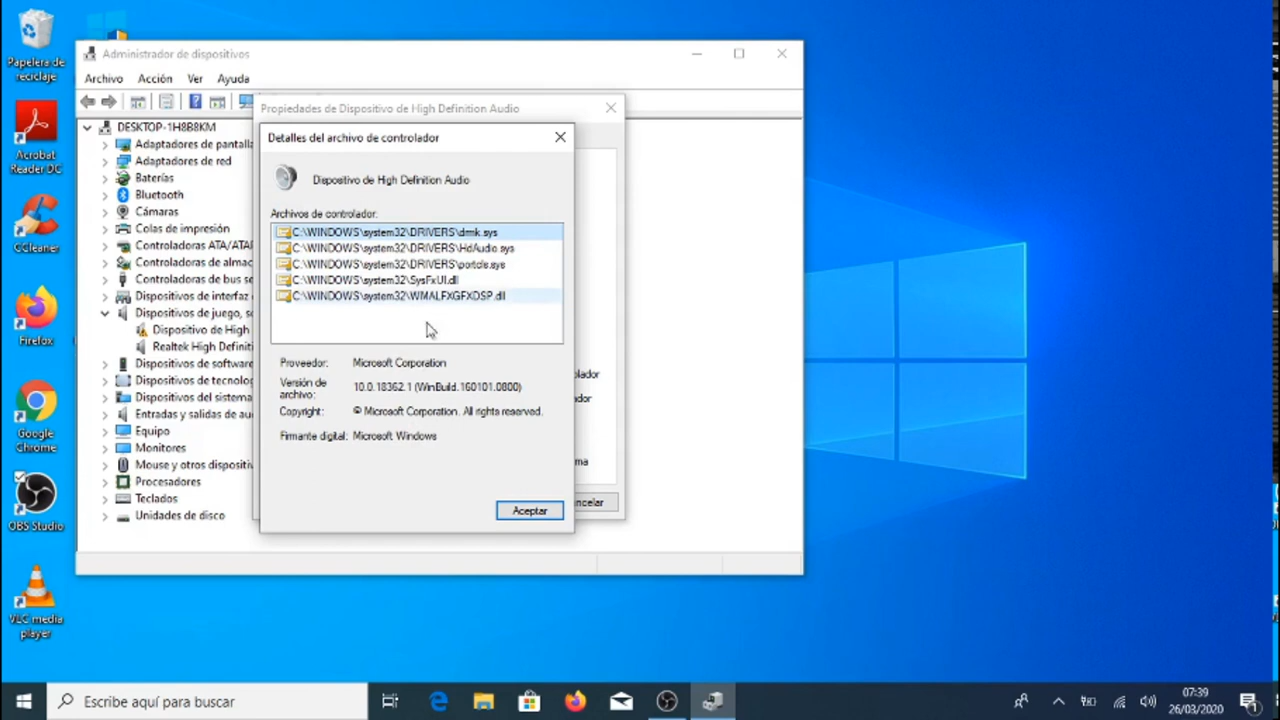 Papelera de
reciclaje
Acrobat
Reader DC
CCleaner
Firefox
Google
Chrome
OBS Studio
VLC media
player
Administrador de dispositivos
Archivo Acción Ver Ayuda
DESKTOP-1H8B8KM
Adaptadores de pantalla
Adaptadores de red
Baterías
Bluetooth
Cámaras
Colas de impresión
Controladoras ATA/ATAP
Controladoras de almac
Controladoras de bus se
Dispositivos de interfaz
Dispositivos de juego, so
Dispositivo de High
Realtek High Definiti
Dispositivos de software
Dispositivos de tecnolog
Dispositivos del sistema
Entradas y salidas de au
Equipo
Monitores
Mouse y otros dispositiv
Procesadores
Teclados
Unidades de disco
Propiedades de Dispositivo de High Definition Audio
Detalles del archivo de controlador
Dispositivo de High Definition Audio
Archivos de controlador:
C:\WINDOWS\system32\DRIVERS\drmk.sys
C:\WINDOWS\system32\DRIVERS\HdAudio.sys
C:\WINDOWS\system32\DRIVERS\portcls.sys
C:\WINDOWS\system32\SysFxUI.dll
C:\WINDOWS\system32\WMALFXGFXDSP.dll
Proveedor: Microsoft Corporation
Versión de
archivo: 10.0.18362.1 (WinBuild.160101.0800)
Copyright: © Microsoft Corporation. All rights reserved.
Firmante digital: Microsoft Windows
Aceptar
olador
dor
ma
ncelar
Escribe aquí para buscar
07:39
26/03/2020
1